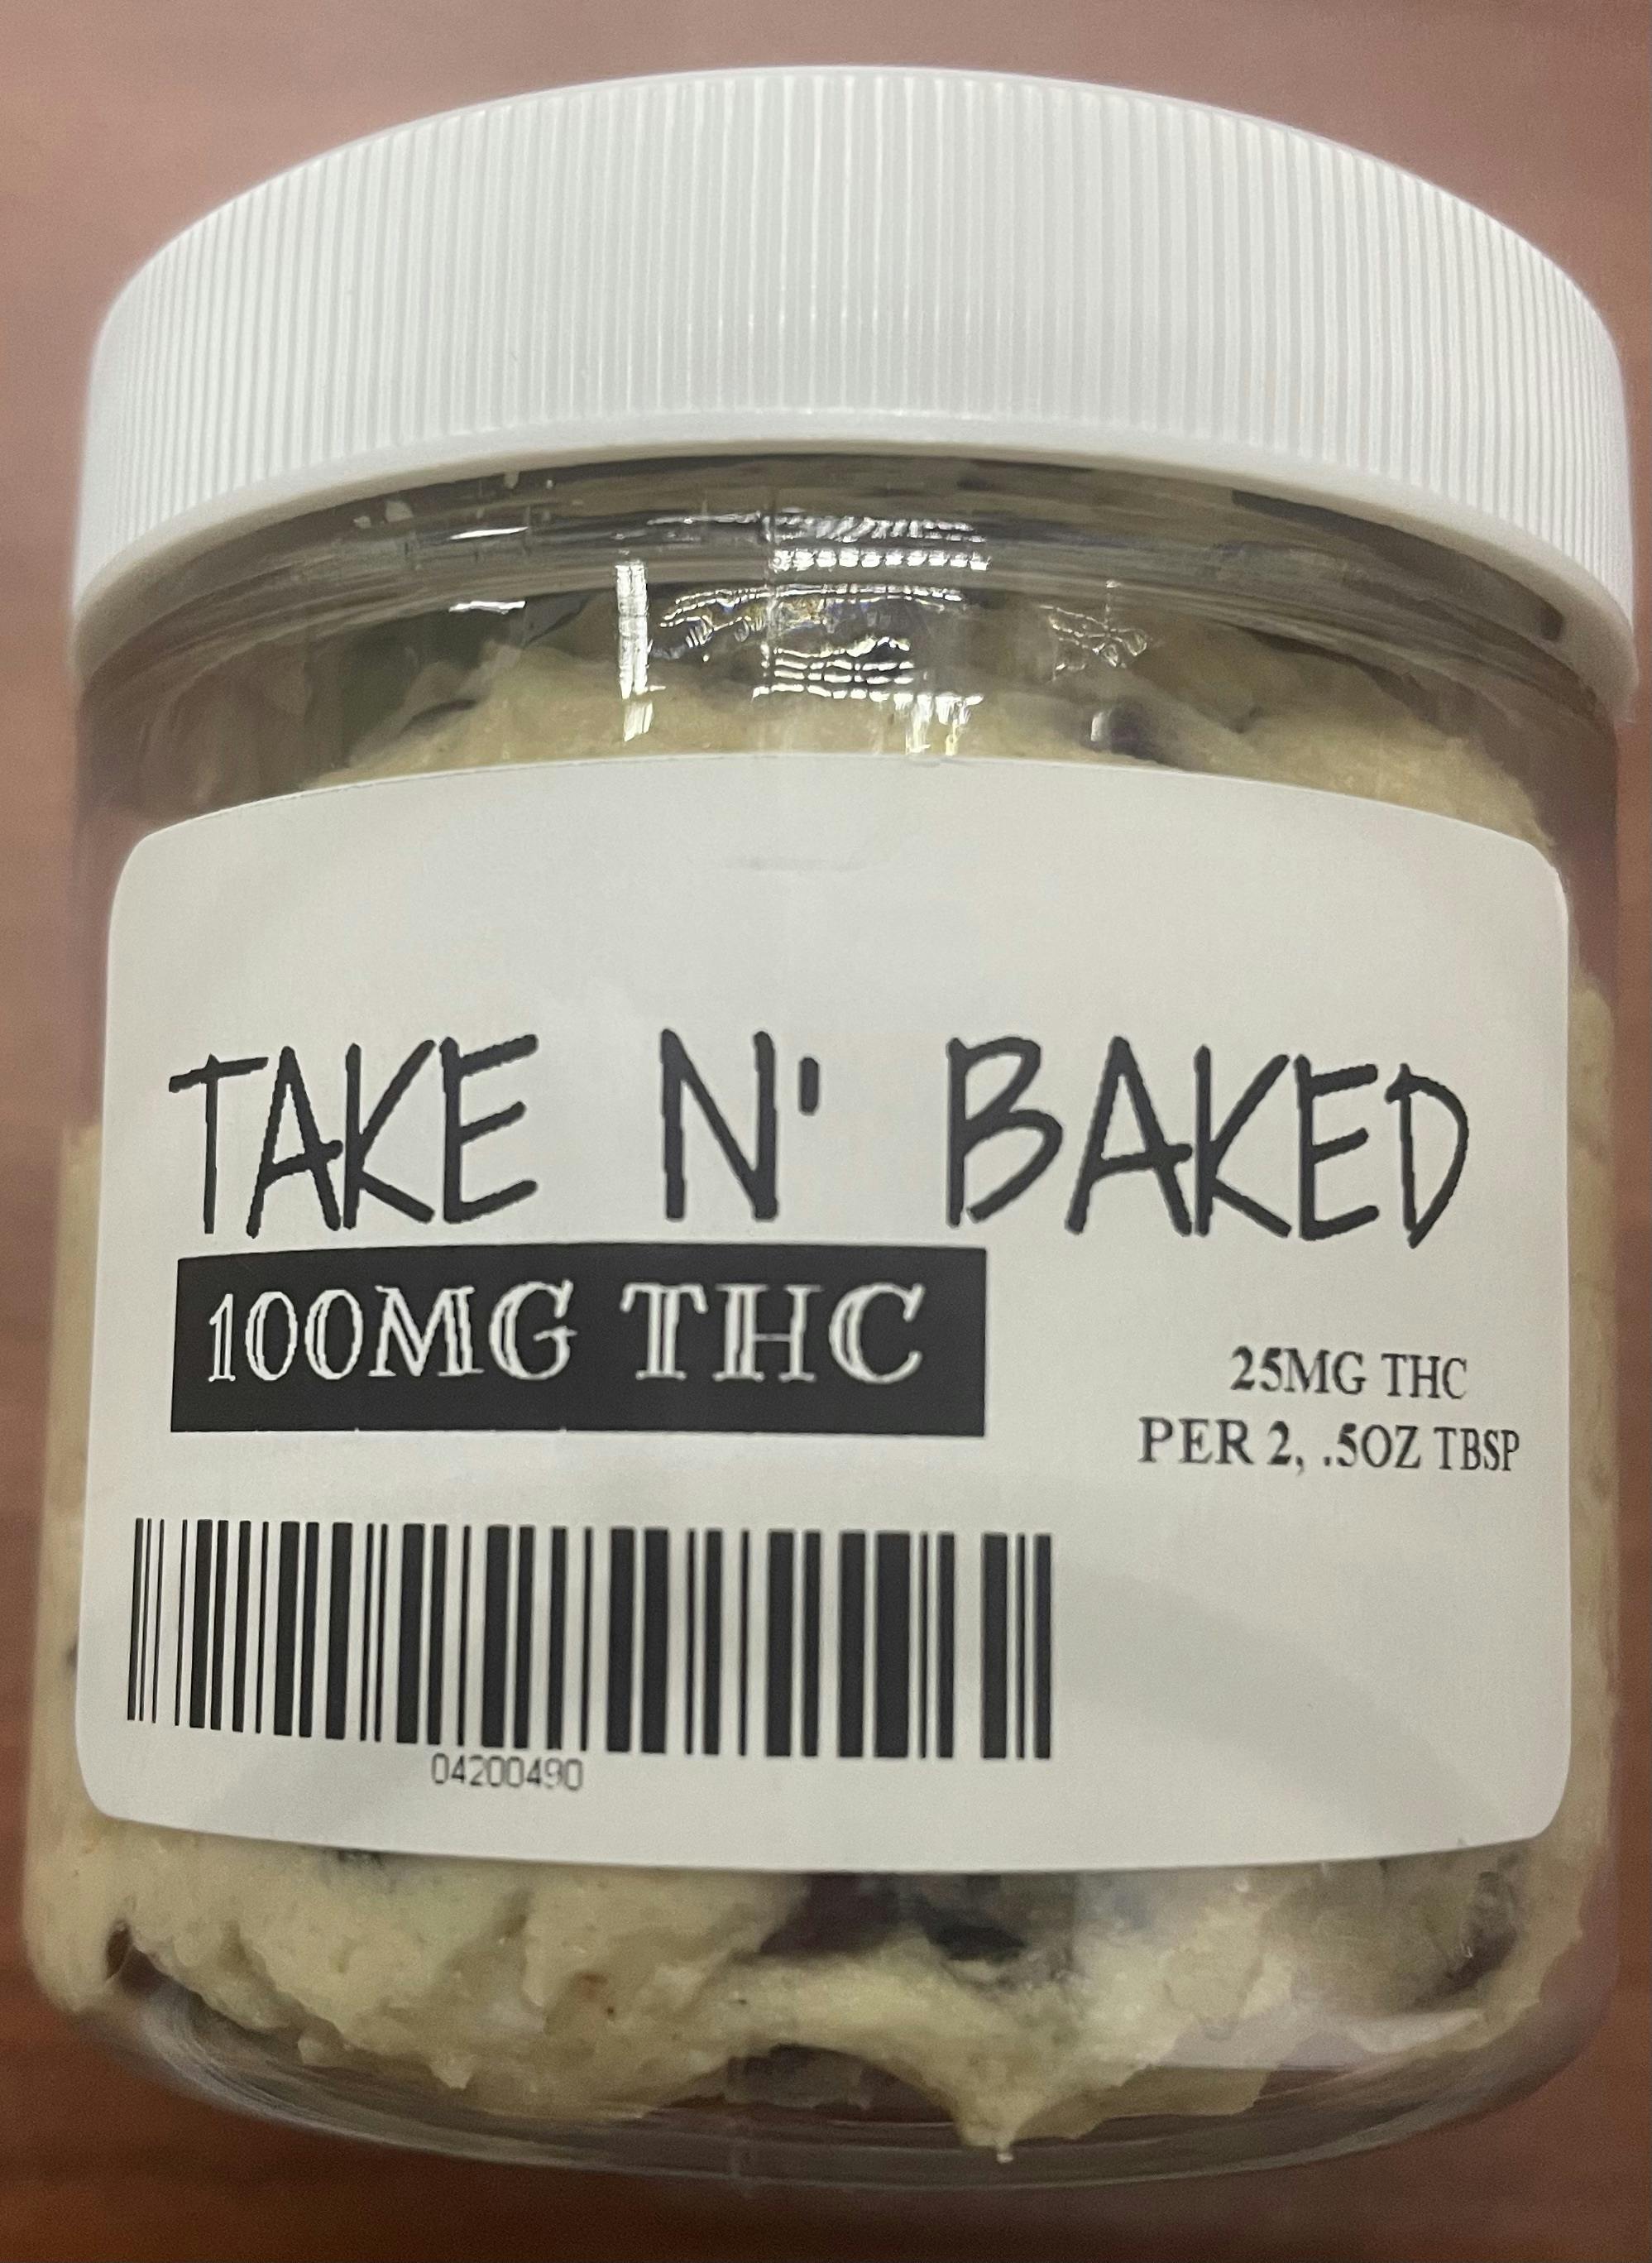 TAKE N' BAKED
100MG THC
25MG THC
PER 2, .5OZ TBSP
04200490